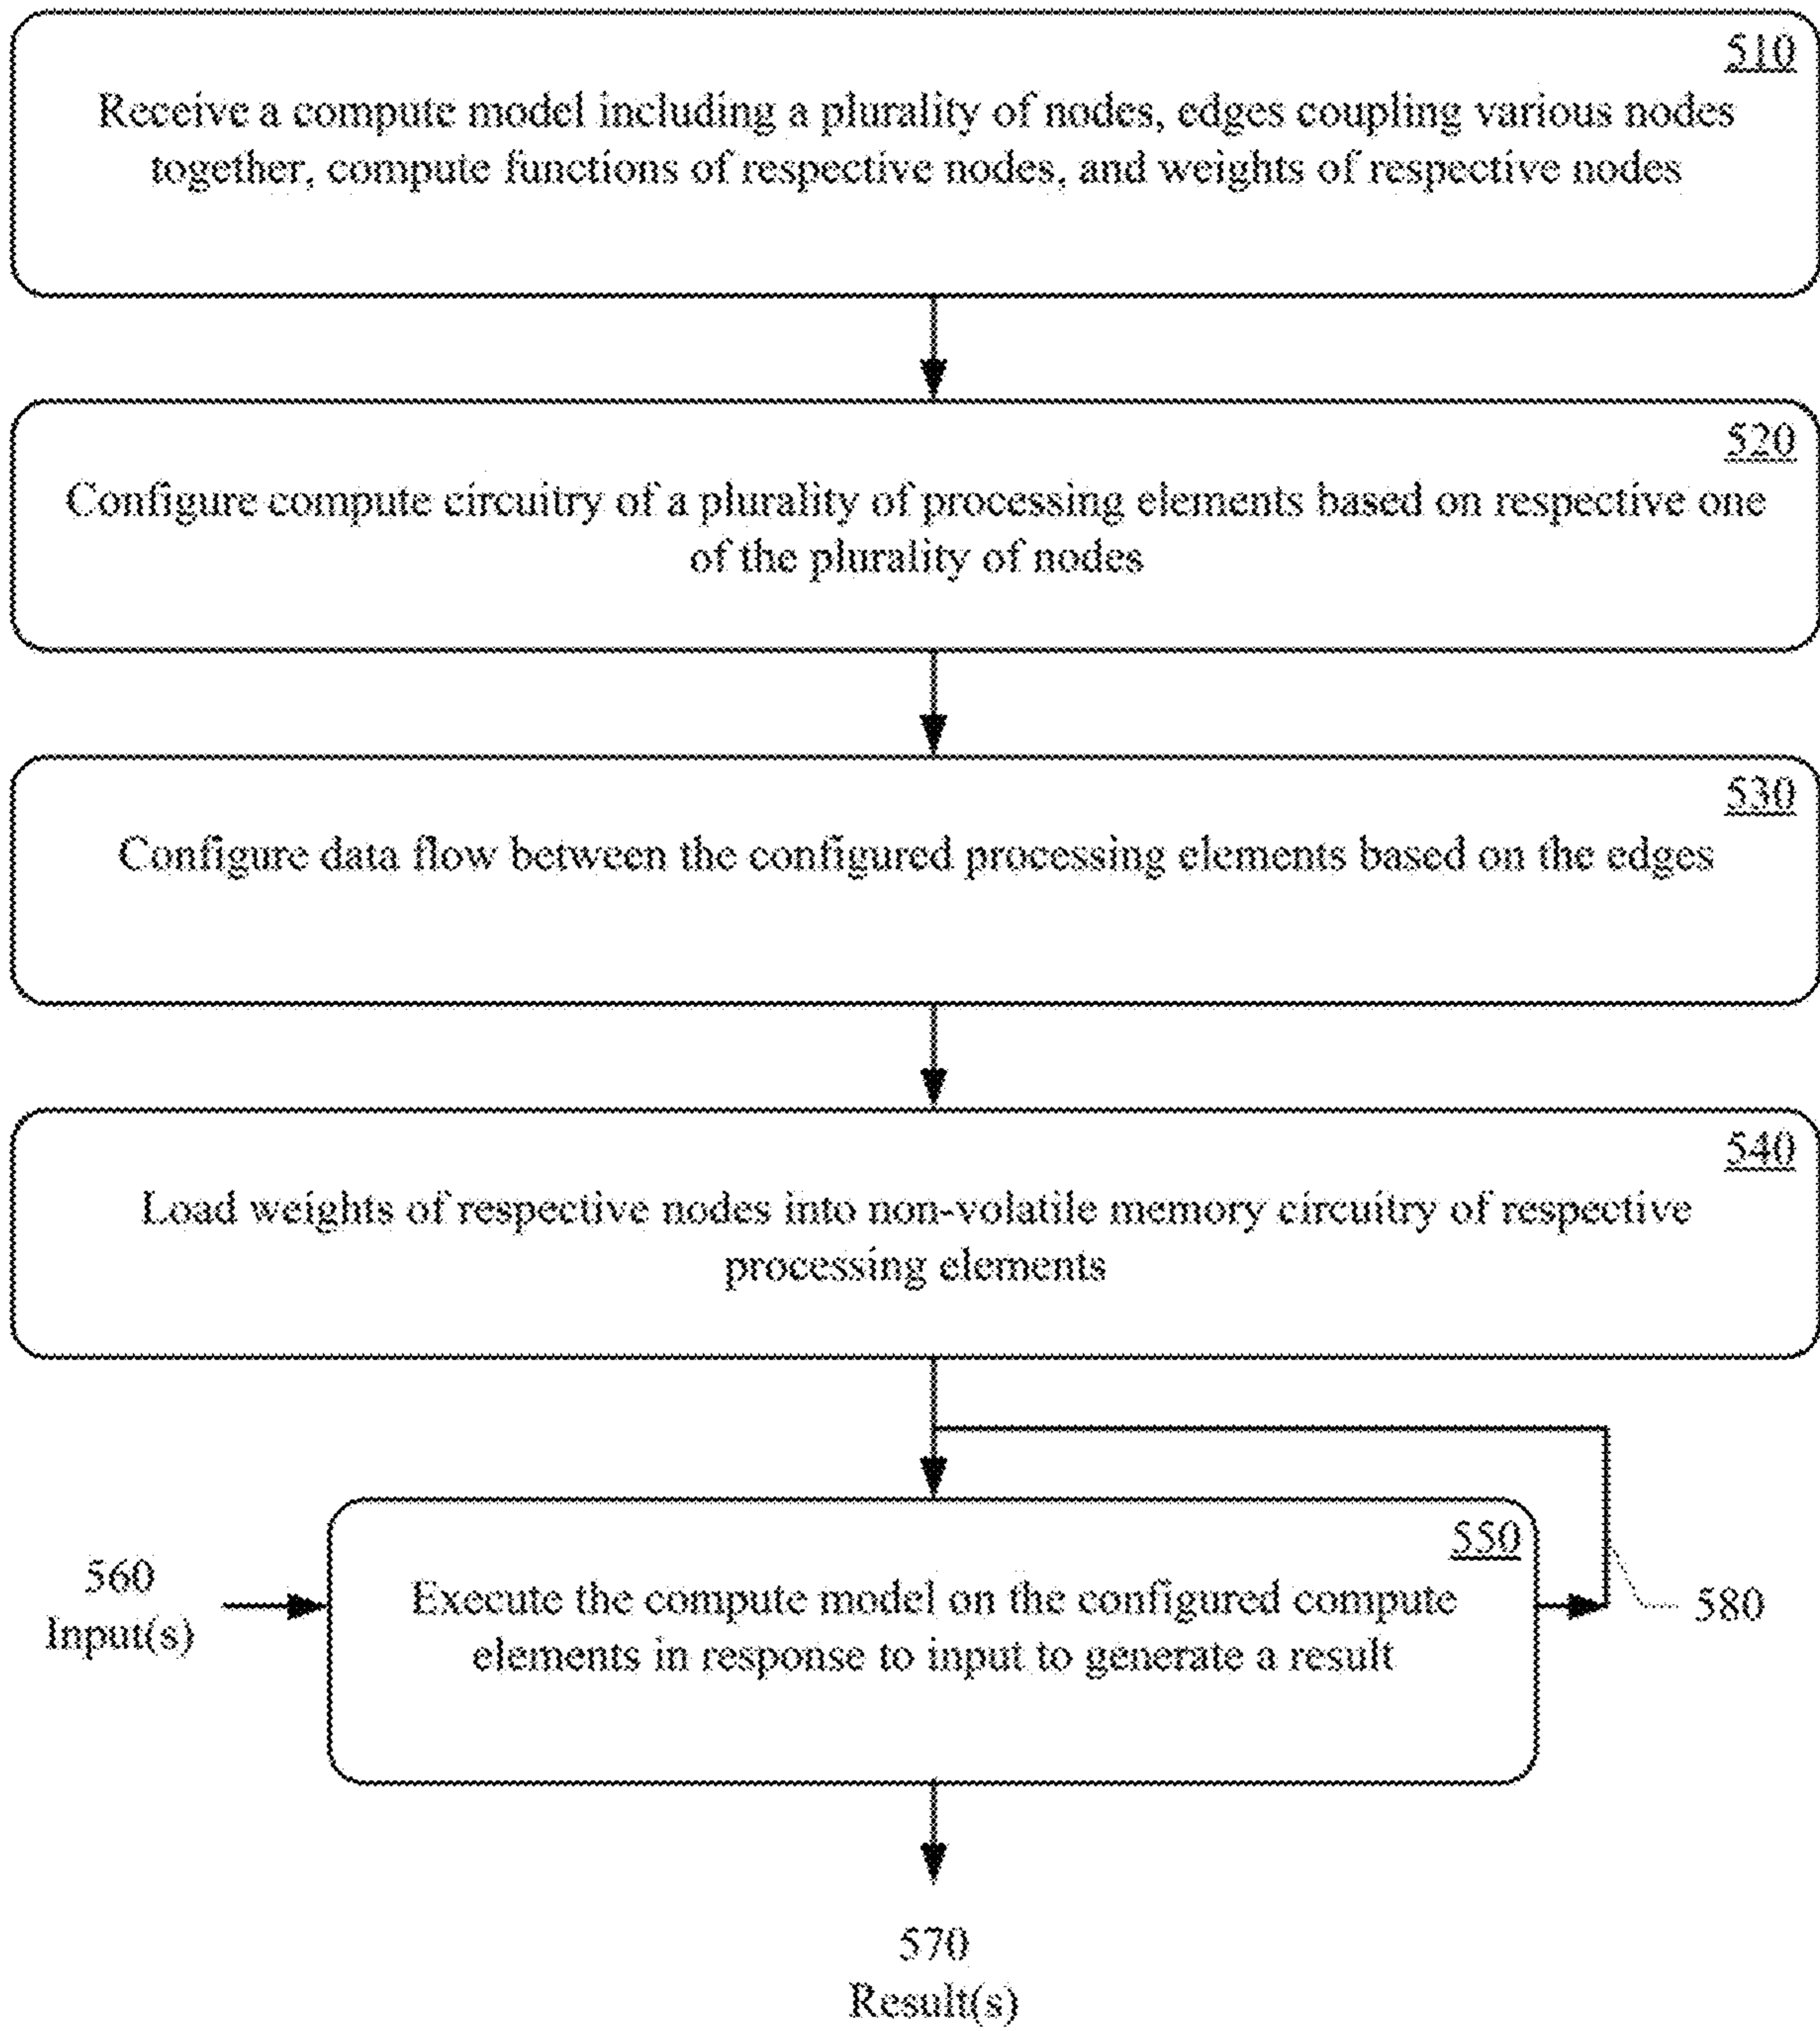 510
Receive a compute model including a plurality of nodes, edges coupling various nodes
together, compute functions of respective nodes, and weights of respective nodes
520
Configure compute circuitry of a plurality of processing elements based on respective one
of the plurality of nodes
530
Configure data flow between the configured processing elements based on the edges
540
Load weights of respective nodes into non-volatile memory circuitry of respective
processing elements
550
560
Input(s)
Execute the compute model on the configured compute
elements in response to input to generate a result
580
570
Result(s)